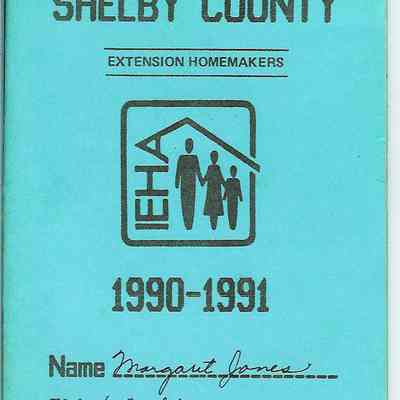 SHELBY COUNTY
EXTENSION HOMEMAKERS
IEHA
1990-1991
Name Margaret Jones